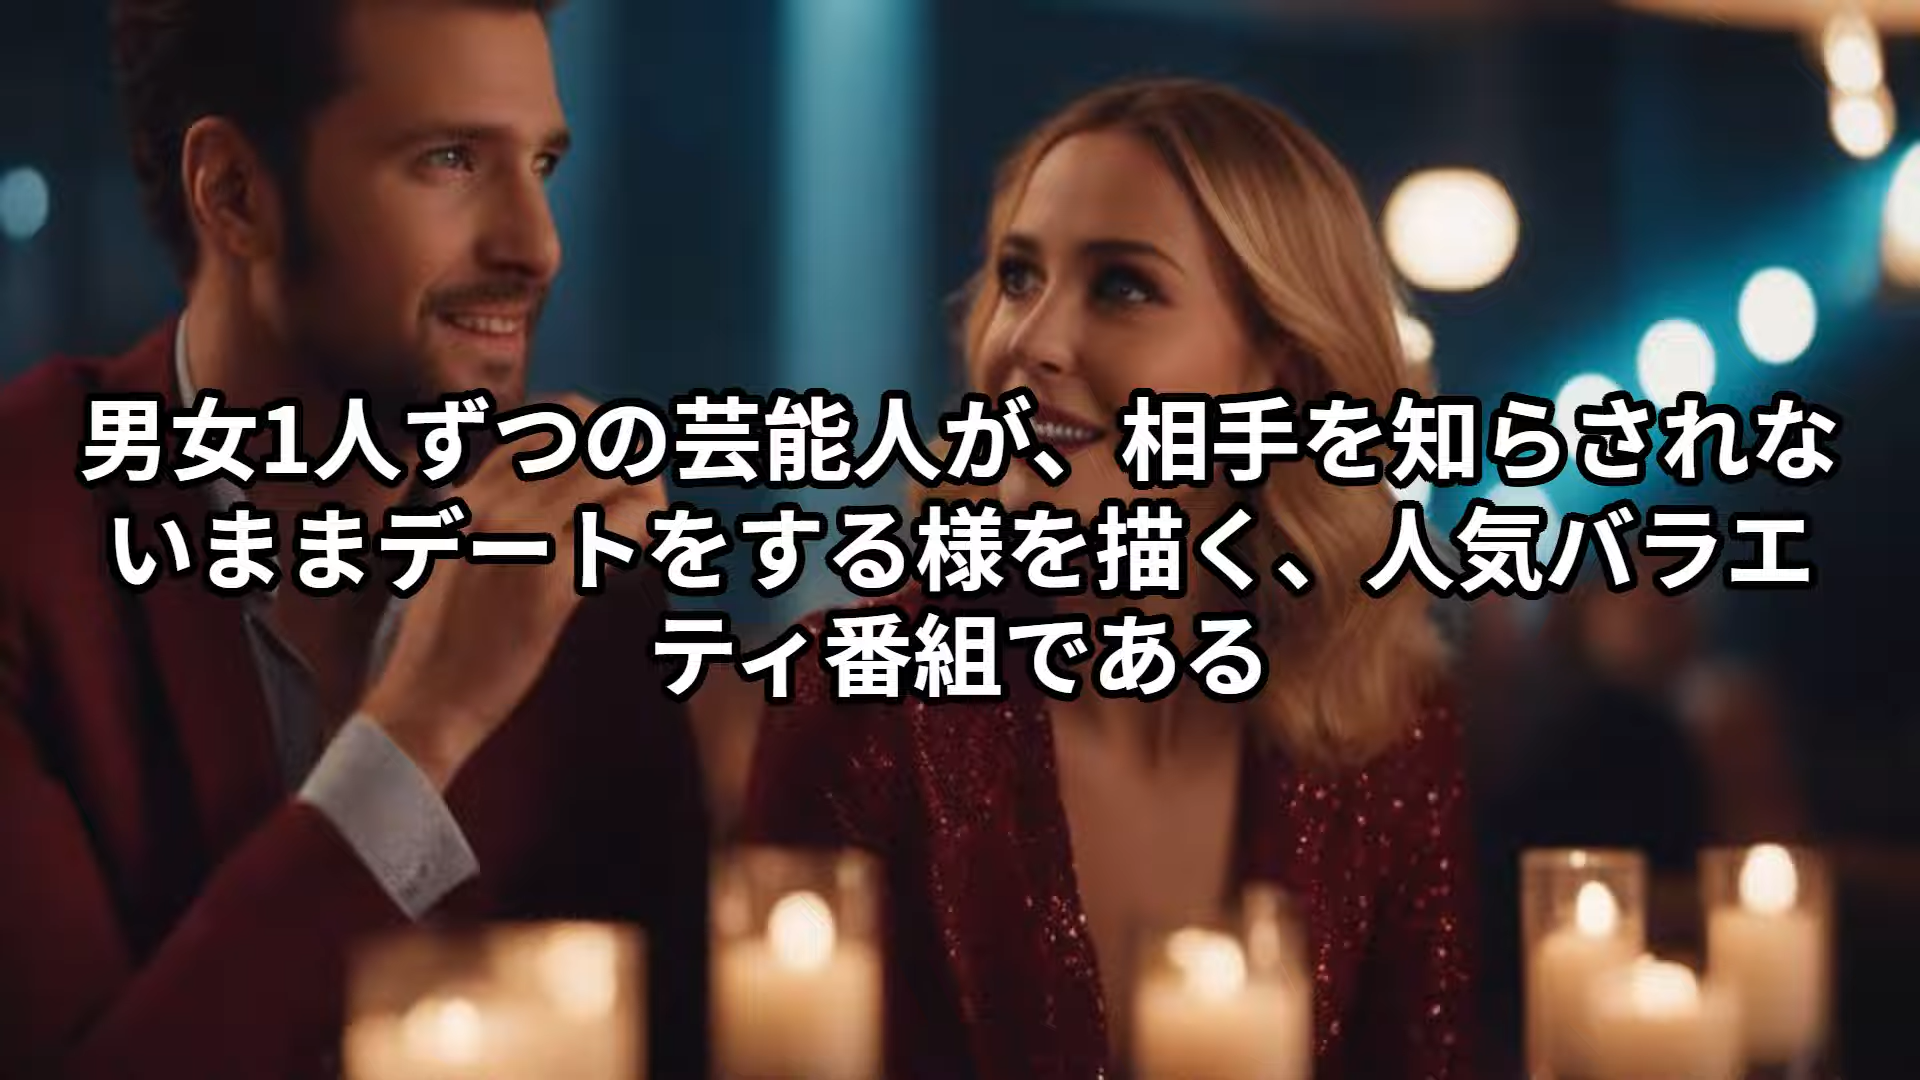 男女1人ずつの芸能人が、相手を知らされな
いままデートをする様を描く、人気バラエ
ティ番組である